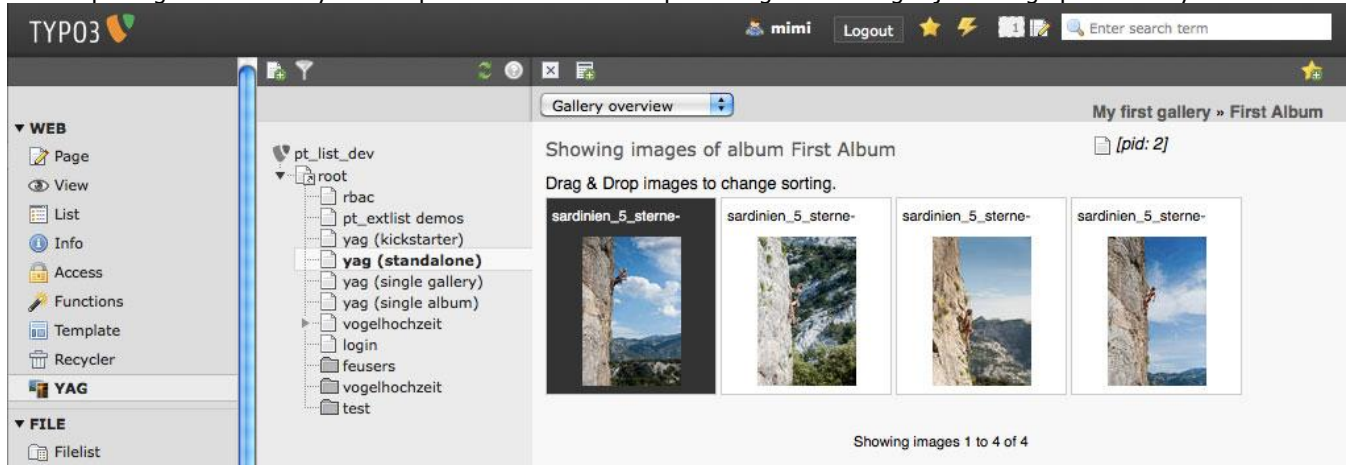 TYPO3
mimi
Logout
1
Enter search term
Gallery overview
My first gallery » First Album
[pid: 2]
WEB
Page
View
List
Info
Access
Functions
Template
Recycler
YAG
FILE
Filelist
pt_list_dev
root
rbac
pt_extlist demos
yag (kickstarter)
yag (standalone)
yag (single gallery)
yag (single album)
vogelhochzeit
login
feusers
vogelhochzeit
test
Showing images of album First Album
Drag & Drop images to change sorting.
sardinien_5_sterne-
sardinien_5_sterne-
sardinien_5_sterne-
sardinien_5_sterne-
Showing images 1 to 4 of 4